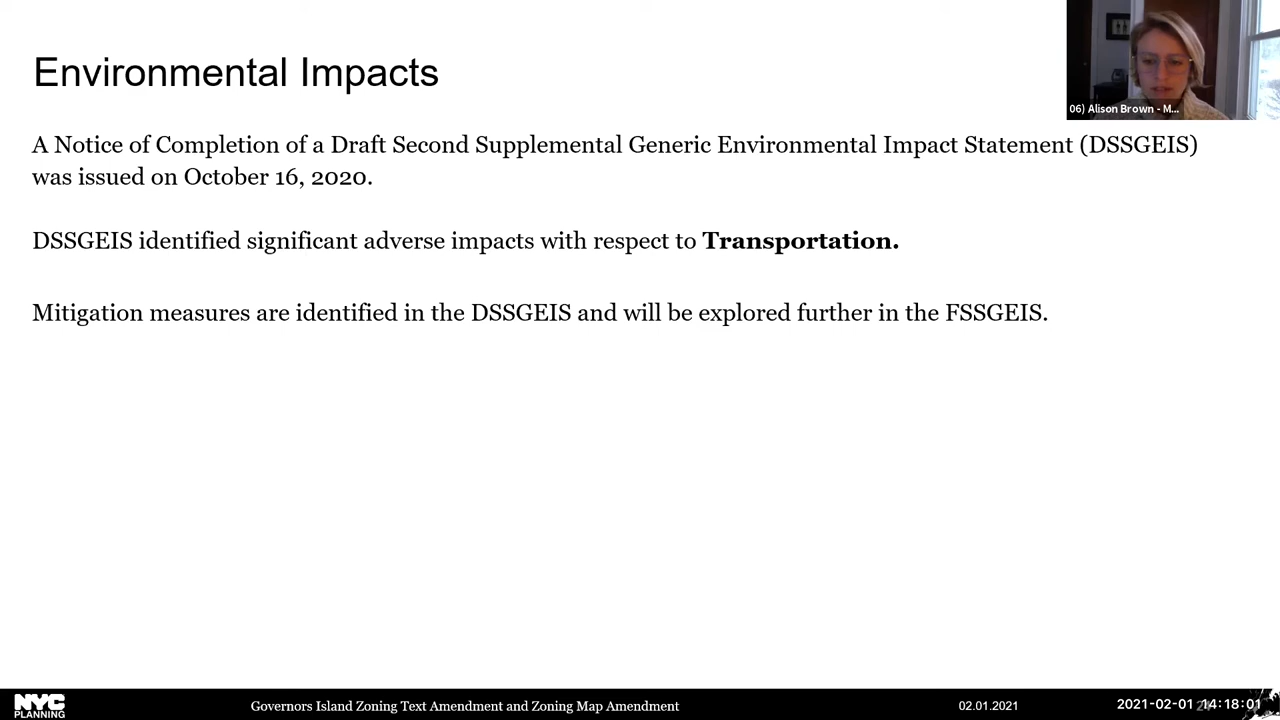 Environmental Impacts
06) Alison Brown - M...
A Notice of Completion of a Draft Second Supplemental Generic Environmental Impact Statement (DSSGEIS)
was issued on October 16, 2020.
DSSGEIS identified significant adverse impacts with respect to Transportation.
Mitigation measures are identified in the DSSGEIS and will be explored further in the FSSGEIS.
NYC
PLANNING
Governors Island Zoning Text Amendment and Zoning Map Amendment
02.01.2021
2021-02-01 14:18:01